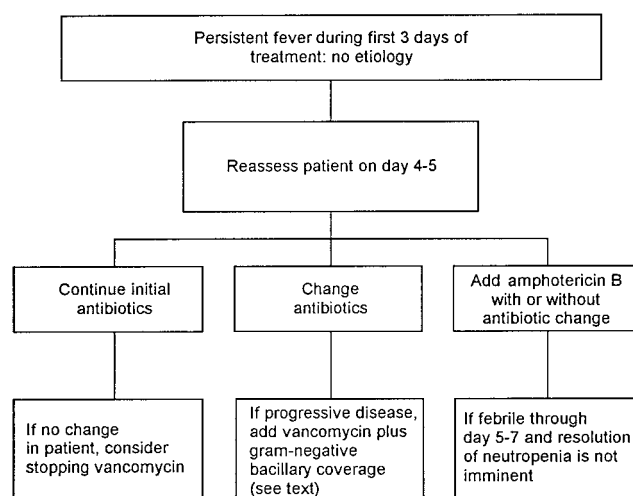 Persistent fever during first 3 days of
treatment: no etiology
Reassess patient on day 4-5
Continue initial
antibiotics
Change
antibiotics
Add amphotericin B
with or without
antibiotic change
If no change
in patient, consider
stopping vancomycin
If progressive disease,
add vancomycin plus
gram-negative
bacillary coverage
(see text)
If febrile through
day 5-7 and resolution
of neutropenia is not
imminent